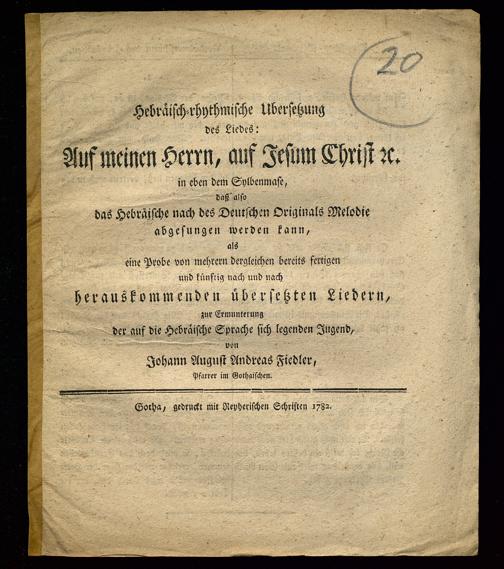 20
Hebräisch-rhythmische Ubersetzung
des Liedes:
Auf meinen Herrn, auf Jesum Christ ꝛc.
in eben dem Sylbenmase,
daß also
das Hebräische nach des Deutschen Originals Melodie
abgesungen werden kann,
als
eine Probe von mehrern dergleichen bereits fertigen
und künftig nach und nach
herauskommenden übersetzten Liedern,
zur Ermunterung
der auf die Hebräische Sprache sich legenden Jugend,
von
Johann August Andreas Fiedler,
Pfarrer im Gothaischen.
Gotha, gedruckt mit Reyherischen Schriften 1782.